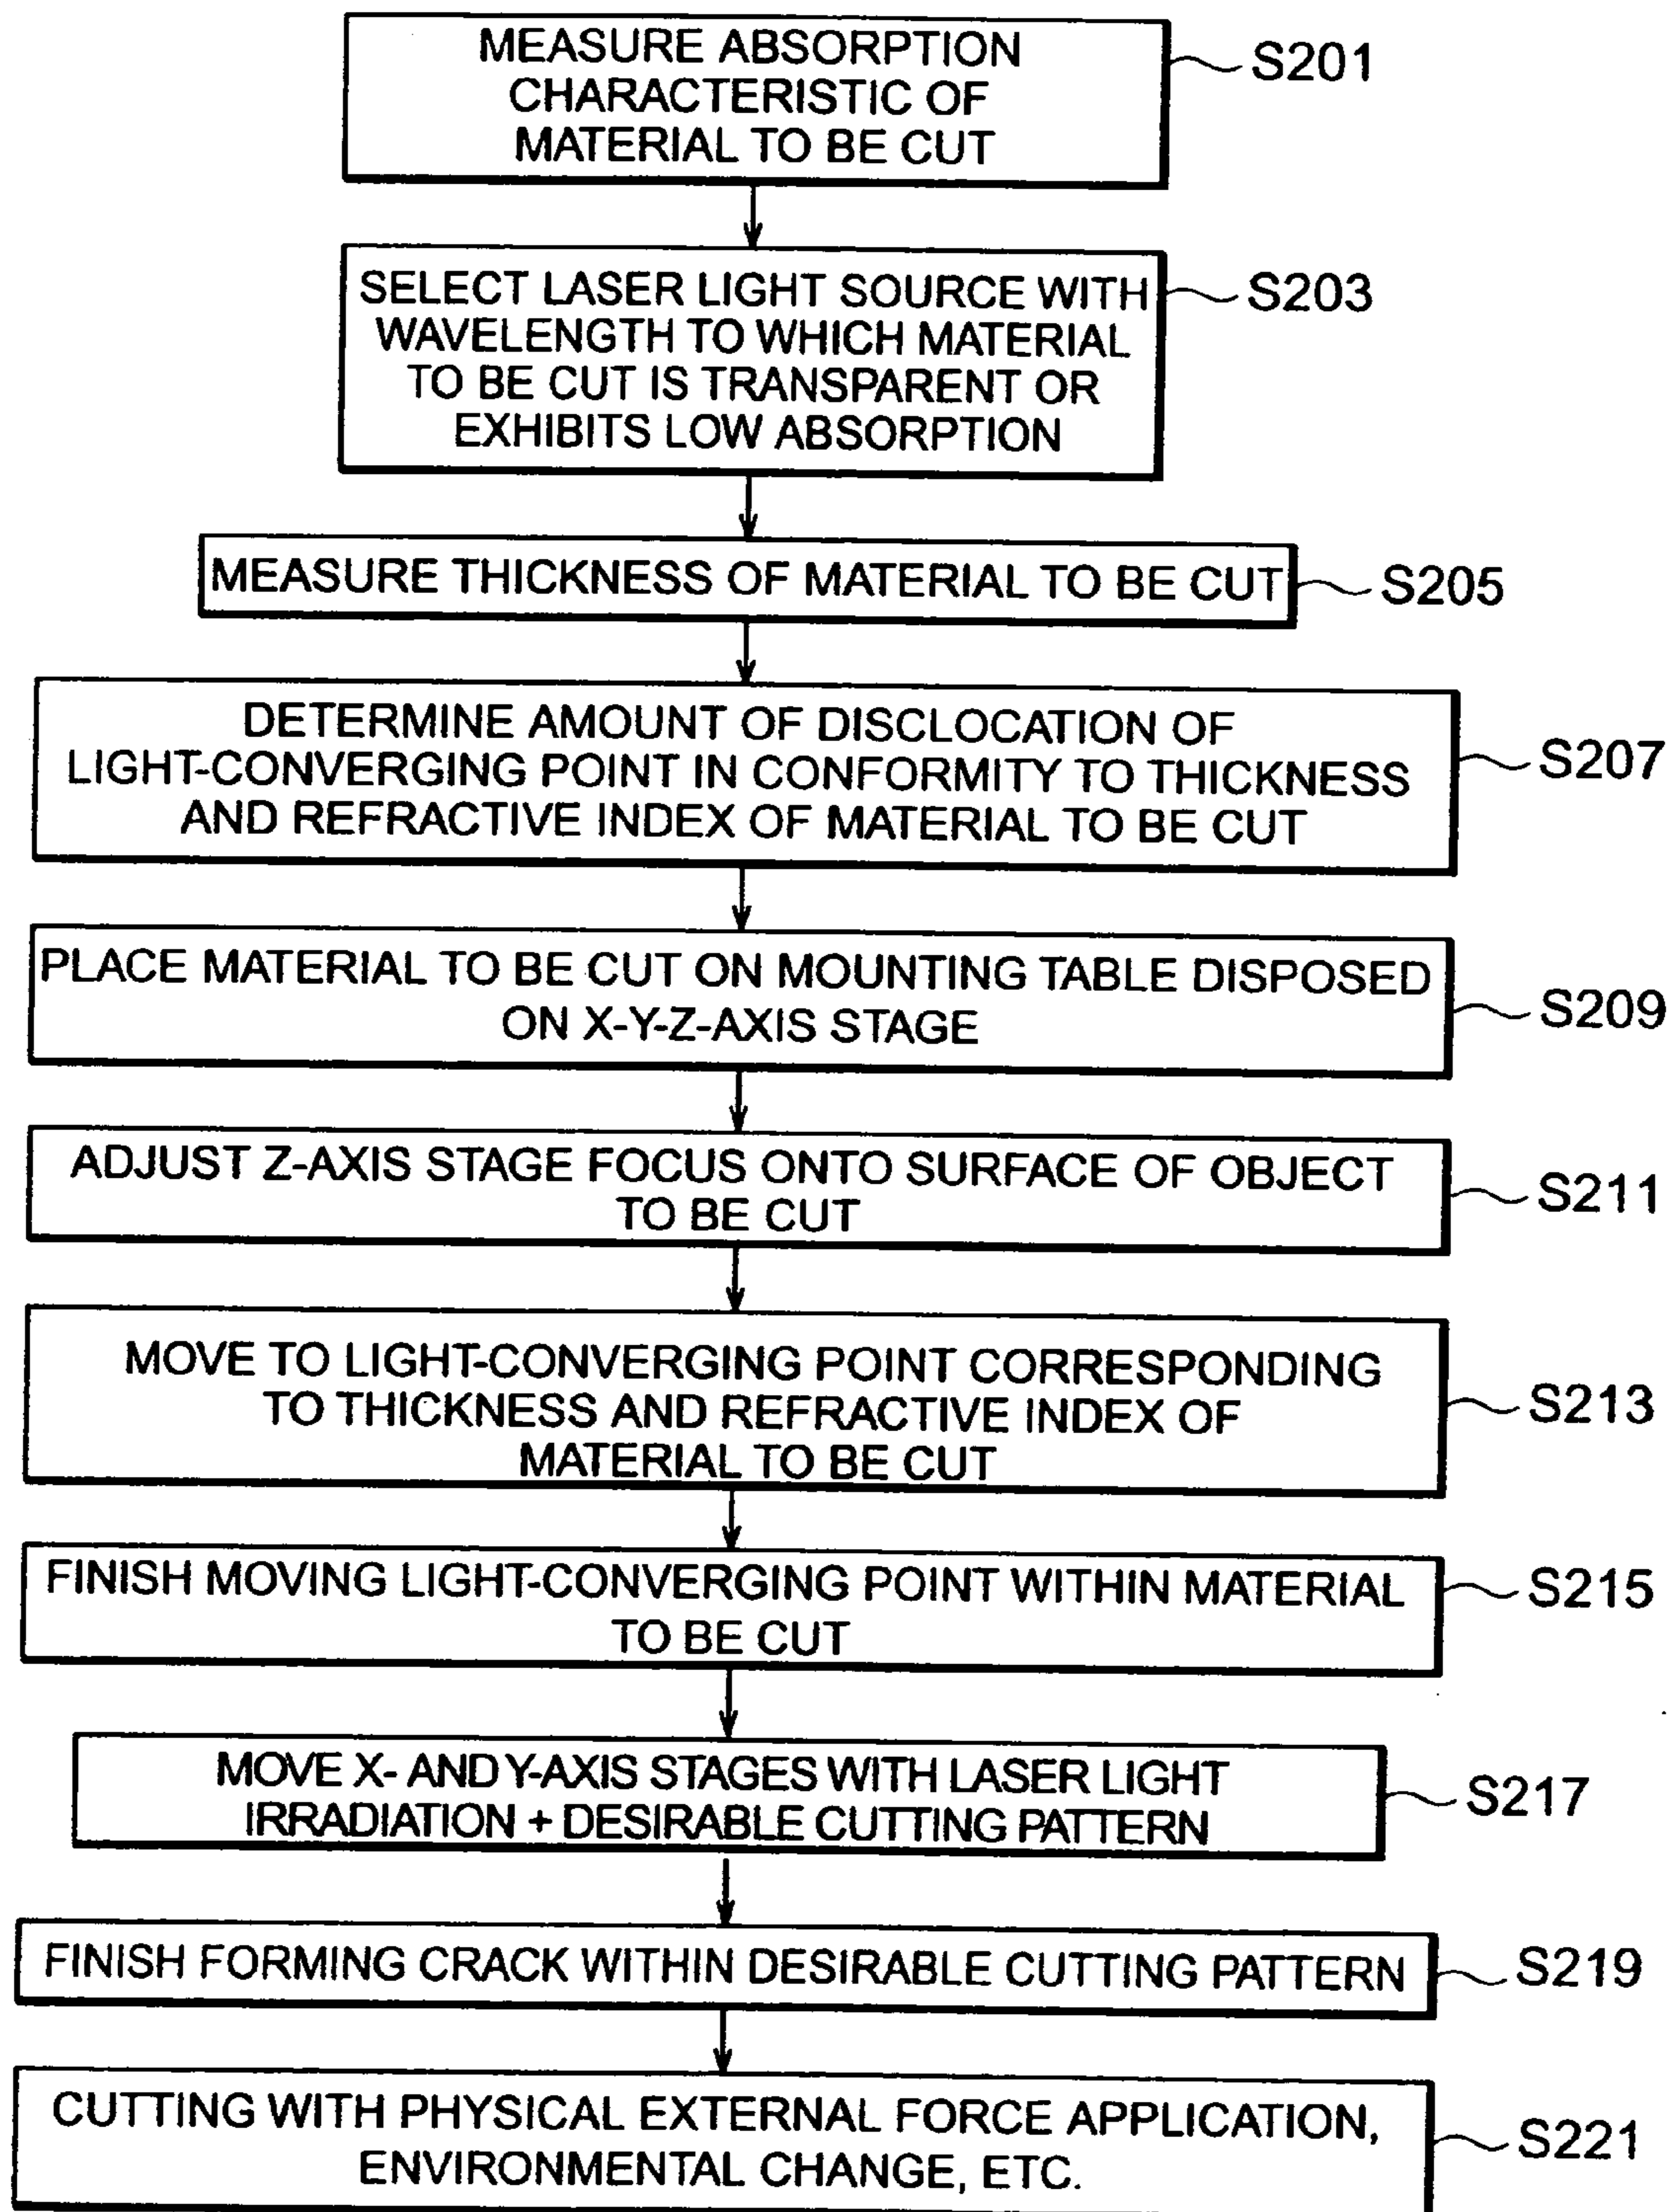 MEASURE ABSORPTION
CHARACTERISTIC OF
MATERIAL TO BE CUT
S201
SELECT LASER LIGHT SOURCE WITH
WAVELENGTH TO WHICH MATERIAL
TO BE CUT IS TRANSPARENT OR
EXHIBITS LOW ABSORPTION
S203
MEASURE THICKNESS OF MATERIAL TO BE CUT
S205
DETERMINE AMOUNT OF DISCLOCATION OF
LIGHT-CONVERGING POINT IN CONFORMITY TO THICKNESS
AND REFRACTIVE INDEX OF MATERIAL TO BE CUT
S207
PLACE MATERIAL TO BE CUT ON MOUNTING TABLE DISPOSED
ON X-Y-Z-AXIS STAGE
S209
ADJUST Z-AXIS STAGE FOCUS ONTO SURFACE OF OBJECT
TO BE CUT
S211
MOVE TO LIGHT-CONVERGING POINT CORRESPONDING
TO THICKNESS AND REFRACTIVE INDEX OF
MATERIAL TO BE CUT
S213
FINISH MOVING LIGHT-CONVERGING POINT WITHIN MATERIAL
TO BE CUT
S215
MOVE X- AND Y-AXIS STAGES WITH LASER LIGHT
IRRADIATION + DESIRABLE CUTTING PATTERN
S217
FINISH FORMING CRACK WITHIN DESIRABLE CUTTING PATTERN
S219
CUTTING WITH PHYSICAL EXTERNAL FORCE APPLICATION,
ENVIRONMENTAL CHANGE, ETC.
S221